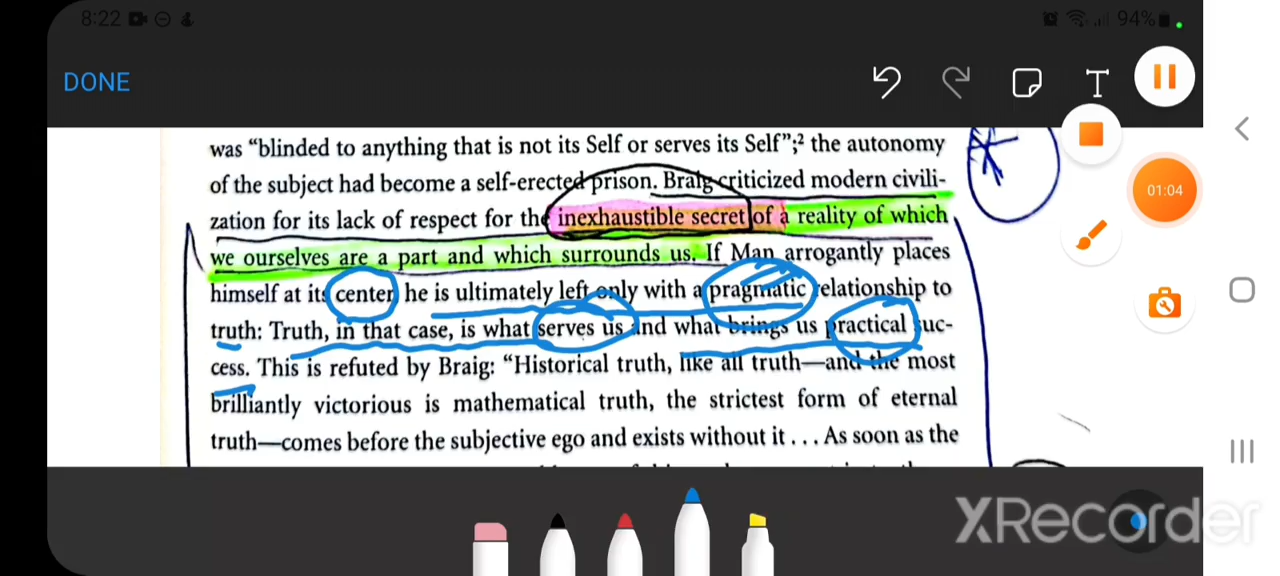 8:22
94%
DONE
T
01:04
was “blinded to anything that is not its Self or serves its Self”;² the autonomy
of the subject had become a self-erected prison. Braig criticized modern civili-
zation for its lack of respect for the inexhaustible secret of a reality of which
we ourselves are a part and which surrounds us. If Man arrogantly places
himself at its center, he is ultimately left only with a pragmatic relationship to
truth: Truth, in that case, is what serves us and what brings us practical suc-
cess. This is refuted by Braig: “Historical truth, like all truth—and the most
brilliantly victorious is mathematical truth, the strictest form of eternal
truth—comes before the subjective ego and exists without it . . . As soon as the
XRecorder